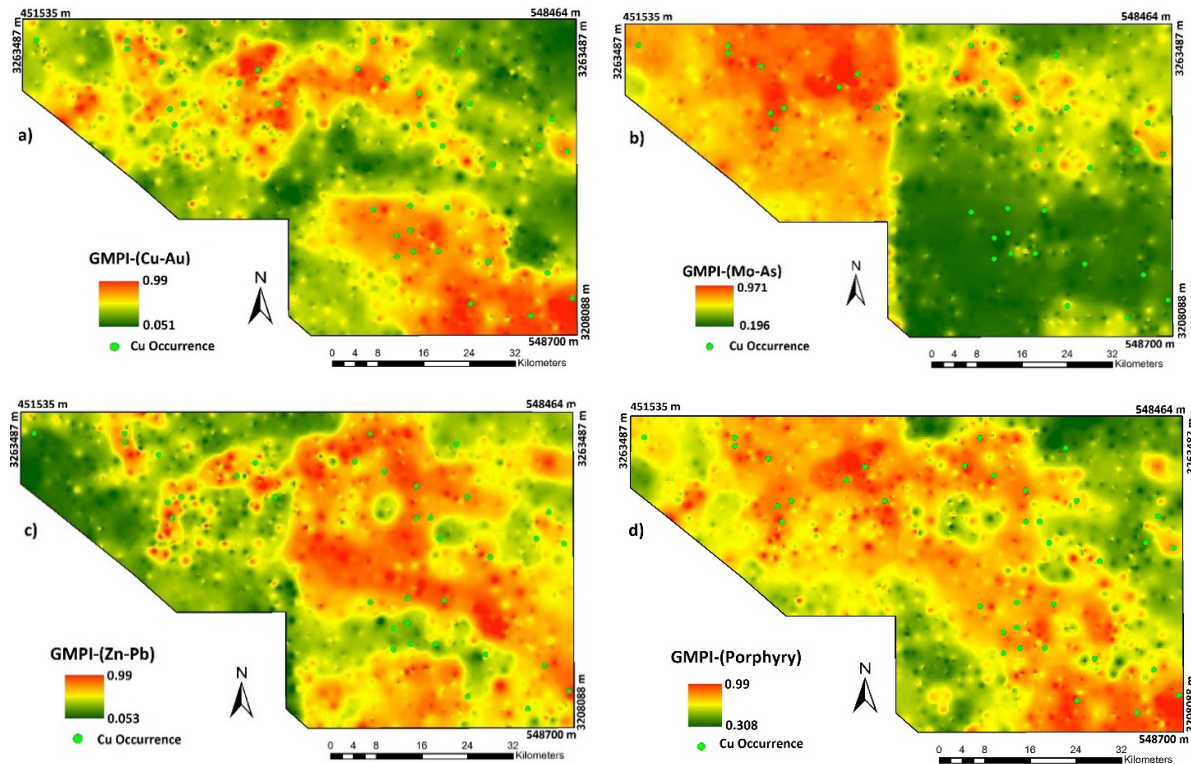 451535 m 548464 m
3263487 m 3263487 m
a)
GMPI-(Cu-Au)
0.99
0.051
Cu Occurrence
N
3208088 m
548700 m
0 4 8 16 24 32
Kilometers
451535 m 548464 m
3263487 m 3263487 m
b)
GMPI-(Mo-As)
0.971
0.196
Cu Occurrence
N
3208088 m
548700 m
0 4 8 16 24 32
Kilometers
451535 m 548464 m
3263487 m 3263487 m
c)
GMPI-(Zn-Pb)
0.99
0.053
Cu Occurrence
N
3208088 m
548700 m
0 4 8 16 24 32
Kilometers
451535 m 548464 m
3263487 m 3263487 m
d)
GMPI-(Porphyry)
0.99
0.308
Cu Occurrence
N
3208088 m
548700 m
0 4 8 16 24 32
Kilometers